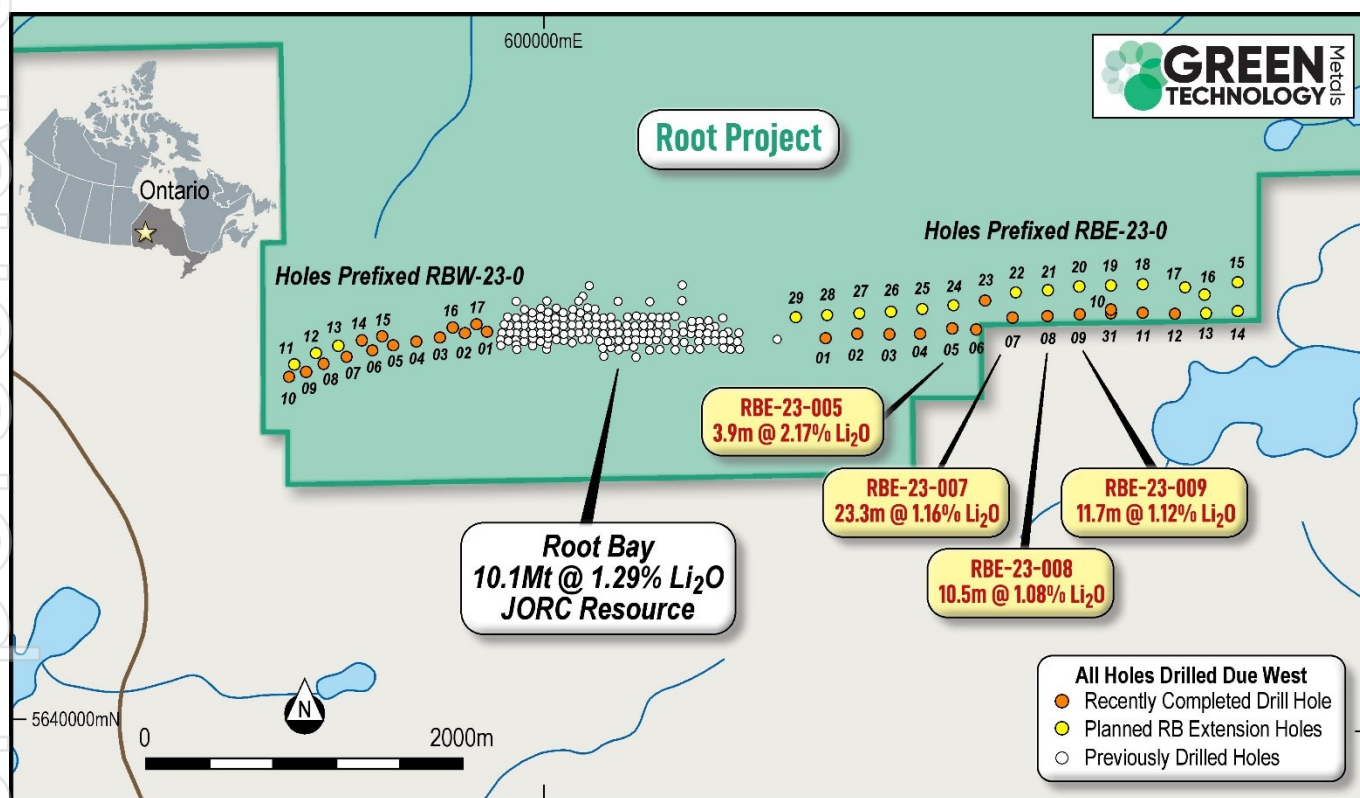 600000mE
GREEN
TECHNOLOGY
Metals
Root Project
Ontario
Holes Prefixed RBE-23-0
Holes Prefixed RBW-23-0
29 28 27 26 25 24 23 22 21 20 19 18 17 16 15
10
01 02 03 04 05 06 07 08 09 31 11 12 13 14
11 12 13 14 15 16 17
10 09 08 07 06 05 04 03 02 01
RBE-23-005
3.9m @ 2.17% Li₂O
RBE-23-007
23.3m @ 1.16% Li₂O
RBE-23-009
11.7m @ 1.12% Li₂O
RBE-23-008
10.5m @ 1.08% Li₂O
Root Bay
10.1Mt @ 1.29% Li₂O
JORC Resource
N
5640000mN
0 2000m
All Holes Drilled Due West
Recently Completed Drill Hole
Planned RB Extension Holes
Previously Drilled Holes